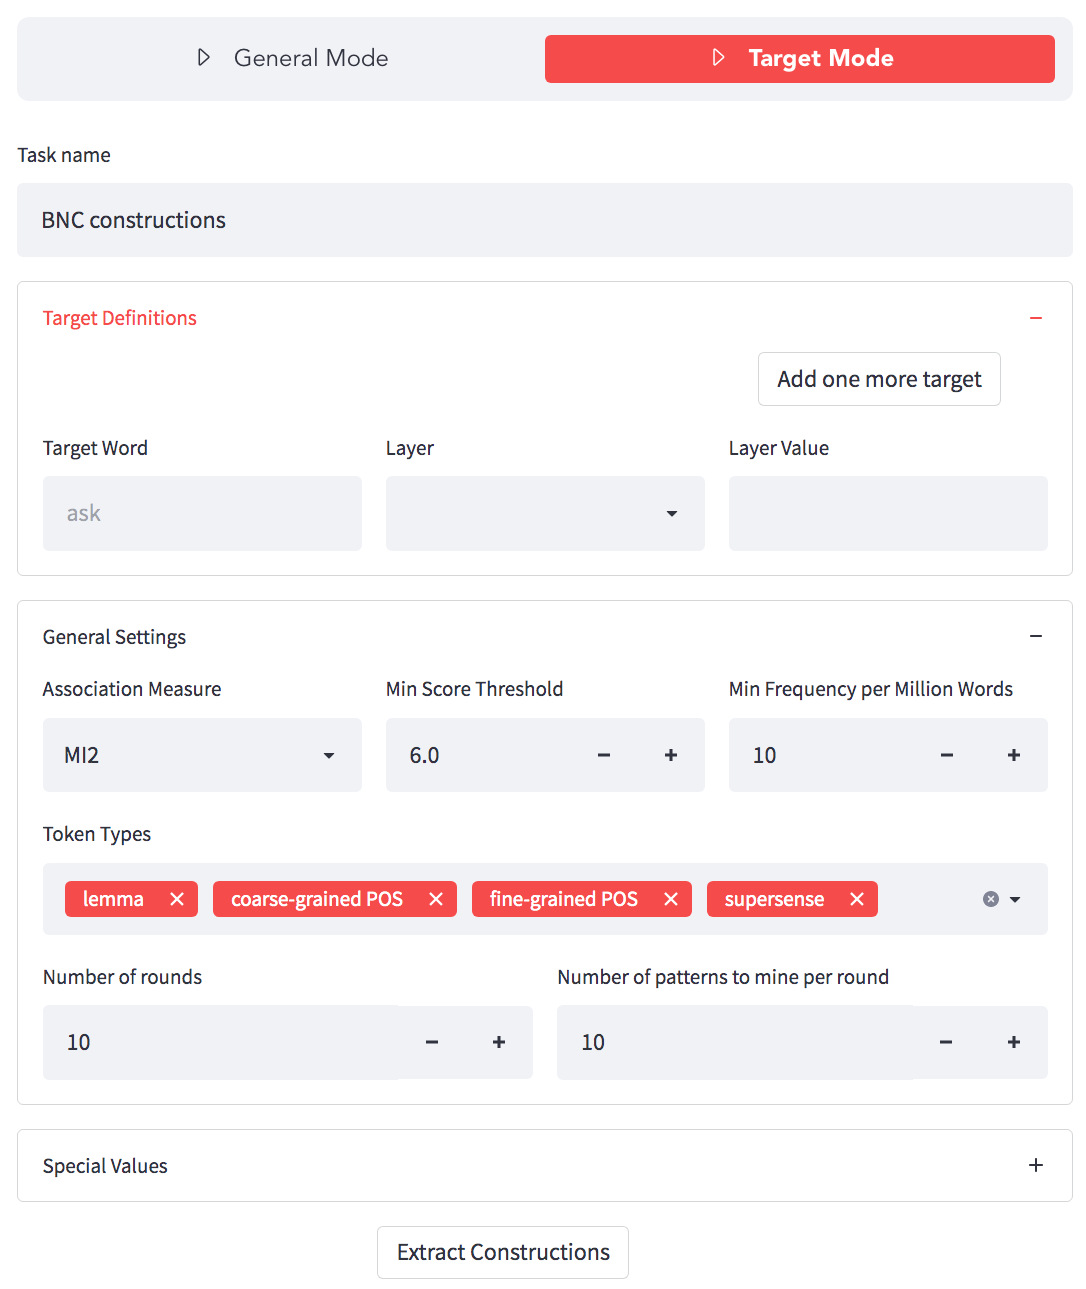 General Mode
Target Mode
Task name
BNC constructions
Target Definitions
Add one more target
Target Word
Layer
Layer Value
ask
General Settings
Association Measure
Min Score Threshold
Min Frequency per Million Words
MI2
6.0
10
Token Types
lemma
coarse-grained POS
fine-grained POS
supersense
Number of rounds
Number of patterns to mine per round
10
10
Special Values
Extract Constructions